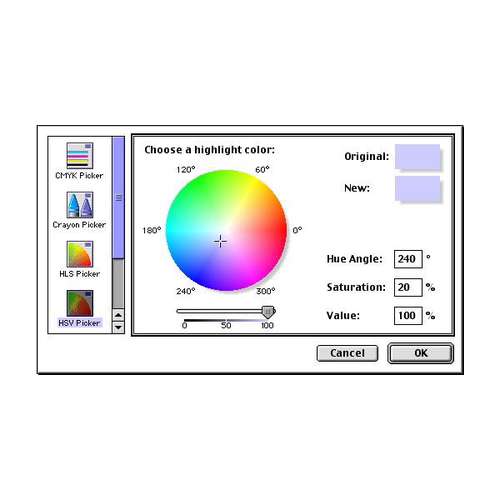 CMYK Picker
Crayon Picker
HLS Picker
HSV Picker
Choose a highlight color:
120°
60°
180°
0°
240°
300°
0
50
100
Original:
New:
Hue Angle: 240 °
Saturation: 20 %
Value: 100 %
Cancel
OK